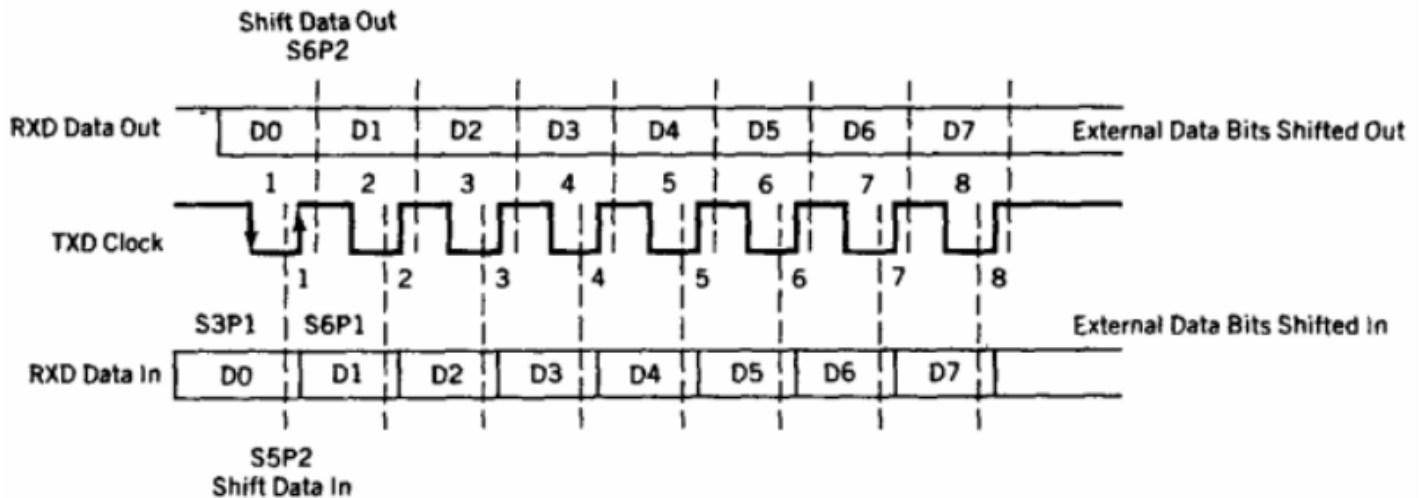 Shift Data Out
S6P2
RXD Data Out D0 D1 D2 D3 D4 D5 D6 D7 External Data Bits Shifted Out
1 2 3 4 5 6 7 8
TXD Clock
1 2 3 4 5 6 7 8
S3P1 S6P1 External Data Bits Shifted In
RXD Data In D0 D1 D2 D3 D4 D5 D6 D7
S5P2
Shift Data In